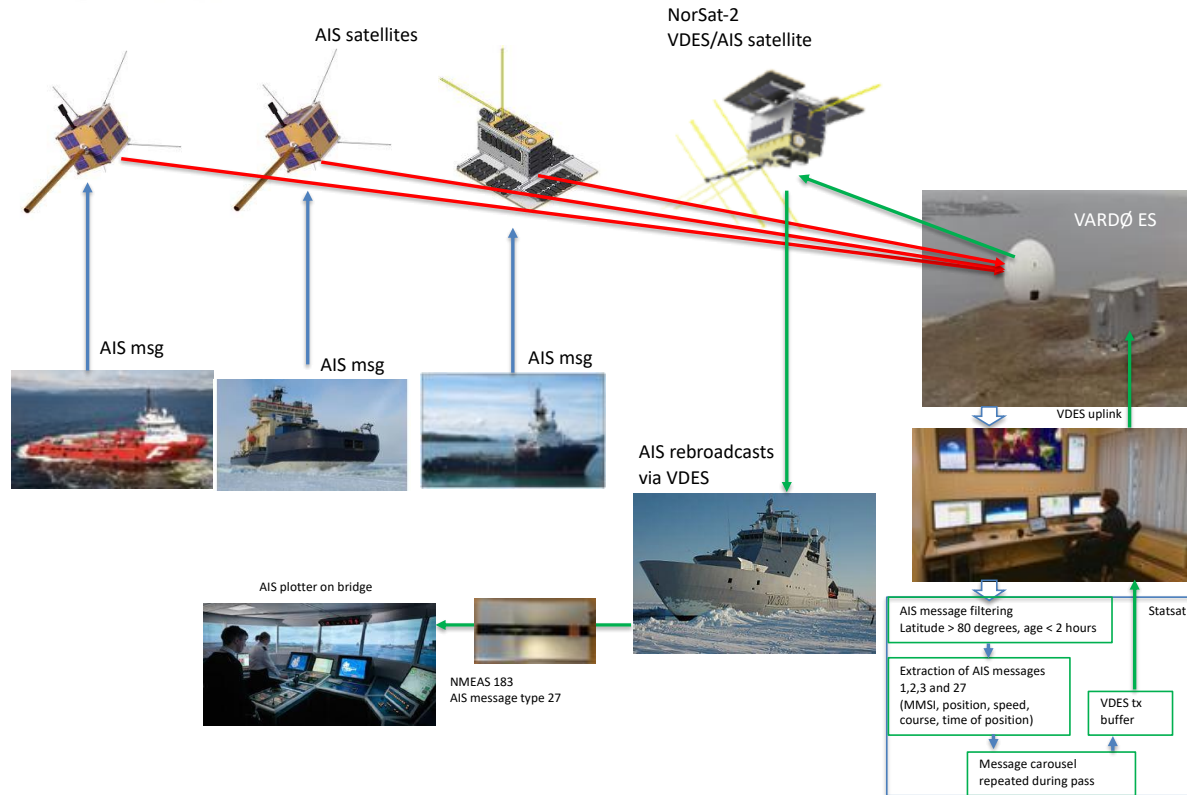 AIS satellites
NorSat-2
VDES/AIS satellite
VARDØ ES
AIS msg
AIS msg
AIS msg
VDES uplink
AIS rebroadcasts
via VDES
W303
AIS plotter on bridge
NMEAS 183
AIS message type 27
Statsat
AIS message filtering
Latitude > 80 degrees, age < 2 hours
Extraction of AIS messages
1,2,3 and 27
(MMSI, position, speed,
course, time of position)
VDES tx
buffer
Message carousel
repeated during pass